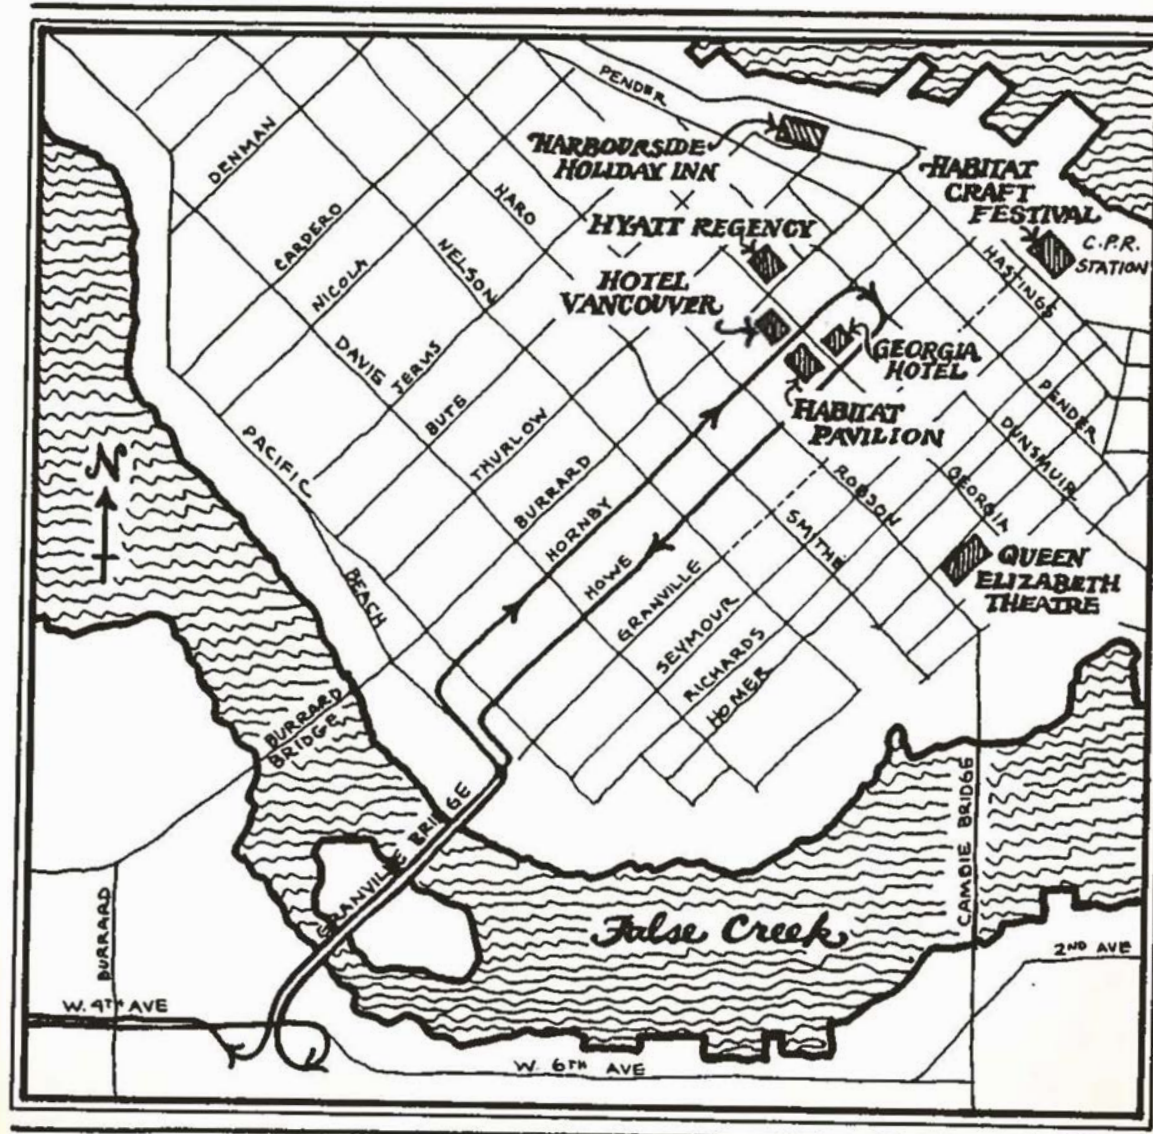 PENDER
HARBOURSIDE
HOLIDAY INN
HABITAT
CRAFT
FESTIVAL
C.P.R.
STATION
DENMAN
HARO
HYATT REGENCY
CARDERO
NELSON
HASTINGS
NICOLA
HOTEL
VANCOUVER
DAVIE
JERVIS
GEORGIA
HOTEL
BUTE
HABITAT
PAVILION
PENDER
THURLOW
DUNSMUIR
PACIFIC
BURRARD
ROBSON
GEORGIA
N
HORNBY
SMITHE
BEACH
HOWE
QUEEN
ELIZABETH
THEATRE
GRANVILLE
SEYMOUR
RICHARDS
HOMER
BURRARD
BRIDGE
GRANVILLE BRIDGE
CAMBIE BRIDGE
False Creek
BURRARD
2ND AVE
W. 4TH AVE
W. 6TH AVE